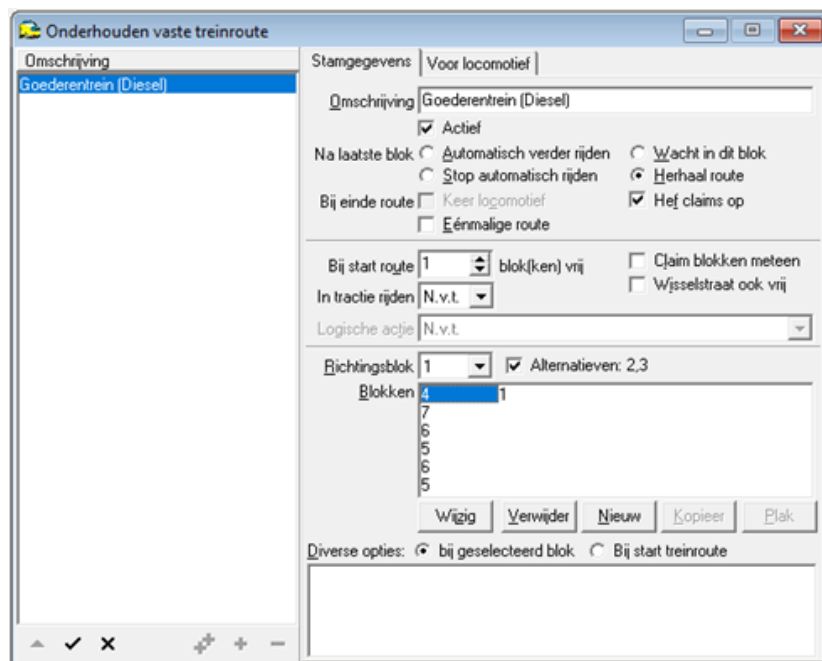 Onderhouden vaste treinroute
Omschrijving
Goederentrein (Diesel)
Stamgegevens Voor locomotief
Omschrijving Goederentrein (Diesel)
Actief
Na laatste blok Automatisch verder rijden Wacht in dit blok
Stop automatisch rijden Herhaal route
Bij einde route Keer locomotief Hef claims op
Eénmalige route
Bij start route 1 blok(ken) vrij Claim blokken meteen
Wisselstraat ook vrij
In tractie rijden N.v.t.
Logische actie N.v.t.
Richtingsblok 1 Alternatieven: 2,3
Blokken 4 1
7
6
5
6
5
Wijzig Verwijder Nieuw Kopieer Plak
Diverse opties: bij geselecteerd blok Bij start treinroute